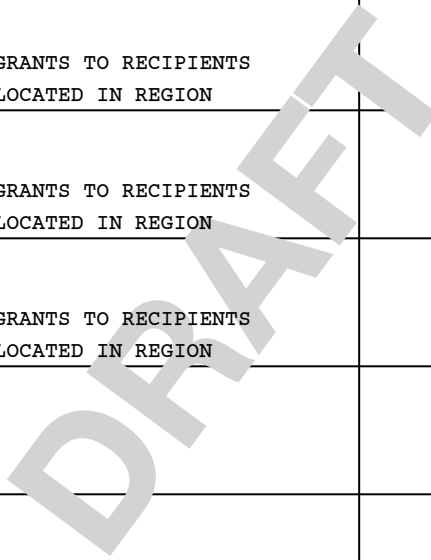 GRANTS TO RECIPIENTS
LOCATED IN REGION
GRANTS TO RECIPIENTS
LOCATED IN REGION
GRANTS TO RECIPIENTS
LOCATED IN REGION
DRAFT